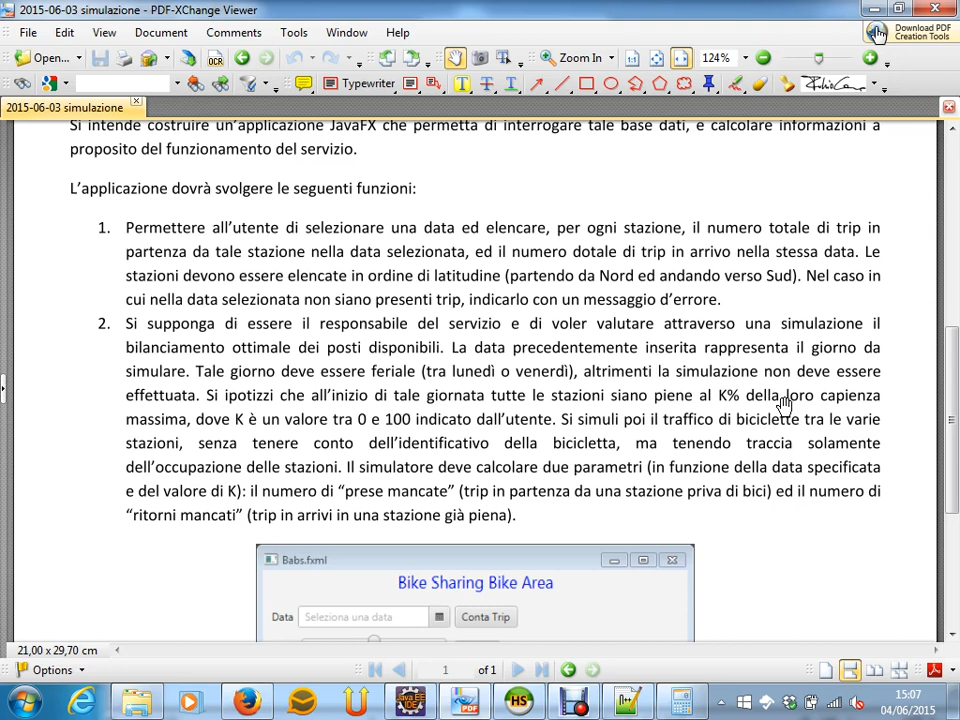 2015-06-03 simulazione - PDF-XChange Viewer
File Edit View Document Comments Tools Window Help
Download PDF
Creation Tools
Open... OCR Zoom In 1:1 124%
Typewriter
2015-06-03 simulazione
Si intende costruire un'applicazione JavaFX che permetta di interrogare tale base dati, e calcolare informazioni a
proposito del funzionamento del servizio.
L'applicazione dovrà svolgere le seguenti funzioni:
1. Permettere all'utente di selezionare una data ed elencare, per ogni stazione, il numero totale di trip in
partenza da tale stazione nella data selezionata, ed il numero dotale di trip in arrivo nella stessa data. Le
stazioni devono essere elencate in ordine di latitudine (partendo da Nord ed andando verso Sud). Nel caso in
cui nella data selezionata non siano presenti trip, indicarlo con un messaggio d'errore.
2. Si supponga di essere il responsabile del servizio e di voler valutare attraverso una simulazione il
bilanciamento ottimale dei posti disponibili. La data precedentemente inserita rappresenta il giorno da
simulare. Tale giorno deve essere feriale (tra lunedì o venerdì), altrimenti la simulazione non deve essere
effettuata. Si ipotizzi che all'inizio di tale giornata tutte le stazioni siano piene al K% della loro capienza
massima, dove K è un valore tra 0 e 100 indicato dall'utente. Si simuli poi il traffico di biciclette tra le varie
stazioni, senza tenere conto dell'identificativo della bicicletta, ma tenendo traccia solamente
dell'occupazione delle stazioni. Il simulatore deve calcolare due parametri (in funzione della data specificata
e del valore di K): il numero di "prese mancate" (trip in partenza da una stazione priva di bici) ed il numero di
"ritorni mancati" (trip in arrivi in una stazione già piena).
Babs.fxml
Bike Sharing Bike Area
Data Seleziona una data Conta Trip
21,00 x 29,70 cm
Options 1 of 1
Java EE
IDE
PDF
HS
15:07
04/06/2015